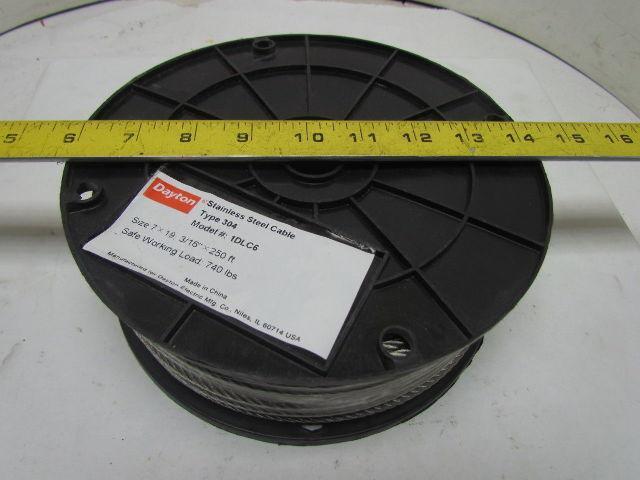 5 6 7 8 9 10 11 12 13 14 15 16
Dayton
Stainless Steel Cable
Type 304
Model #: 1DLC6
Size 7 x 19, 3/16" x 250 ft
Safe Working Load: 740 lbs
Made in China
Manufactured for Dayton Electric Mfg. Co., Niles, IL 60714 USA